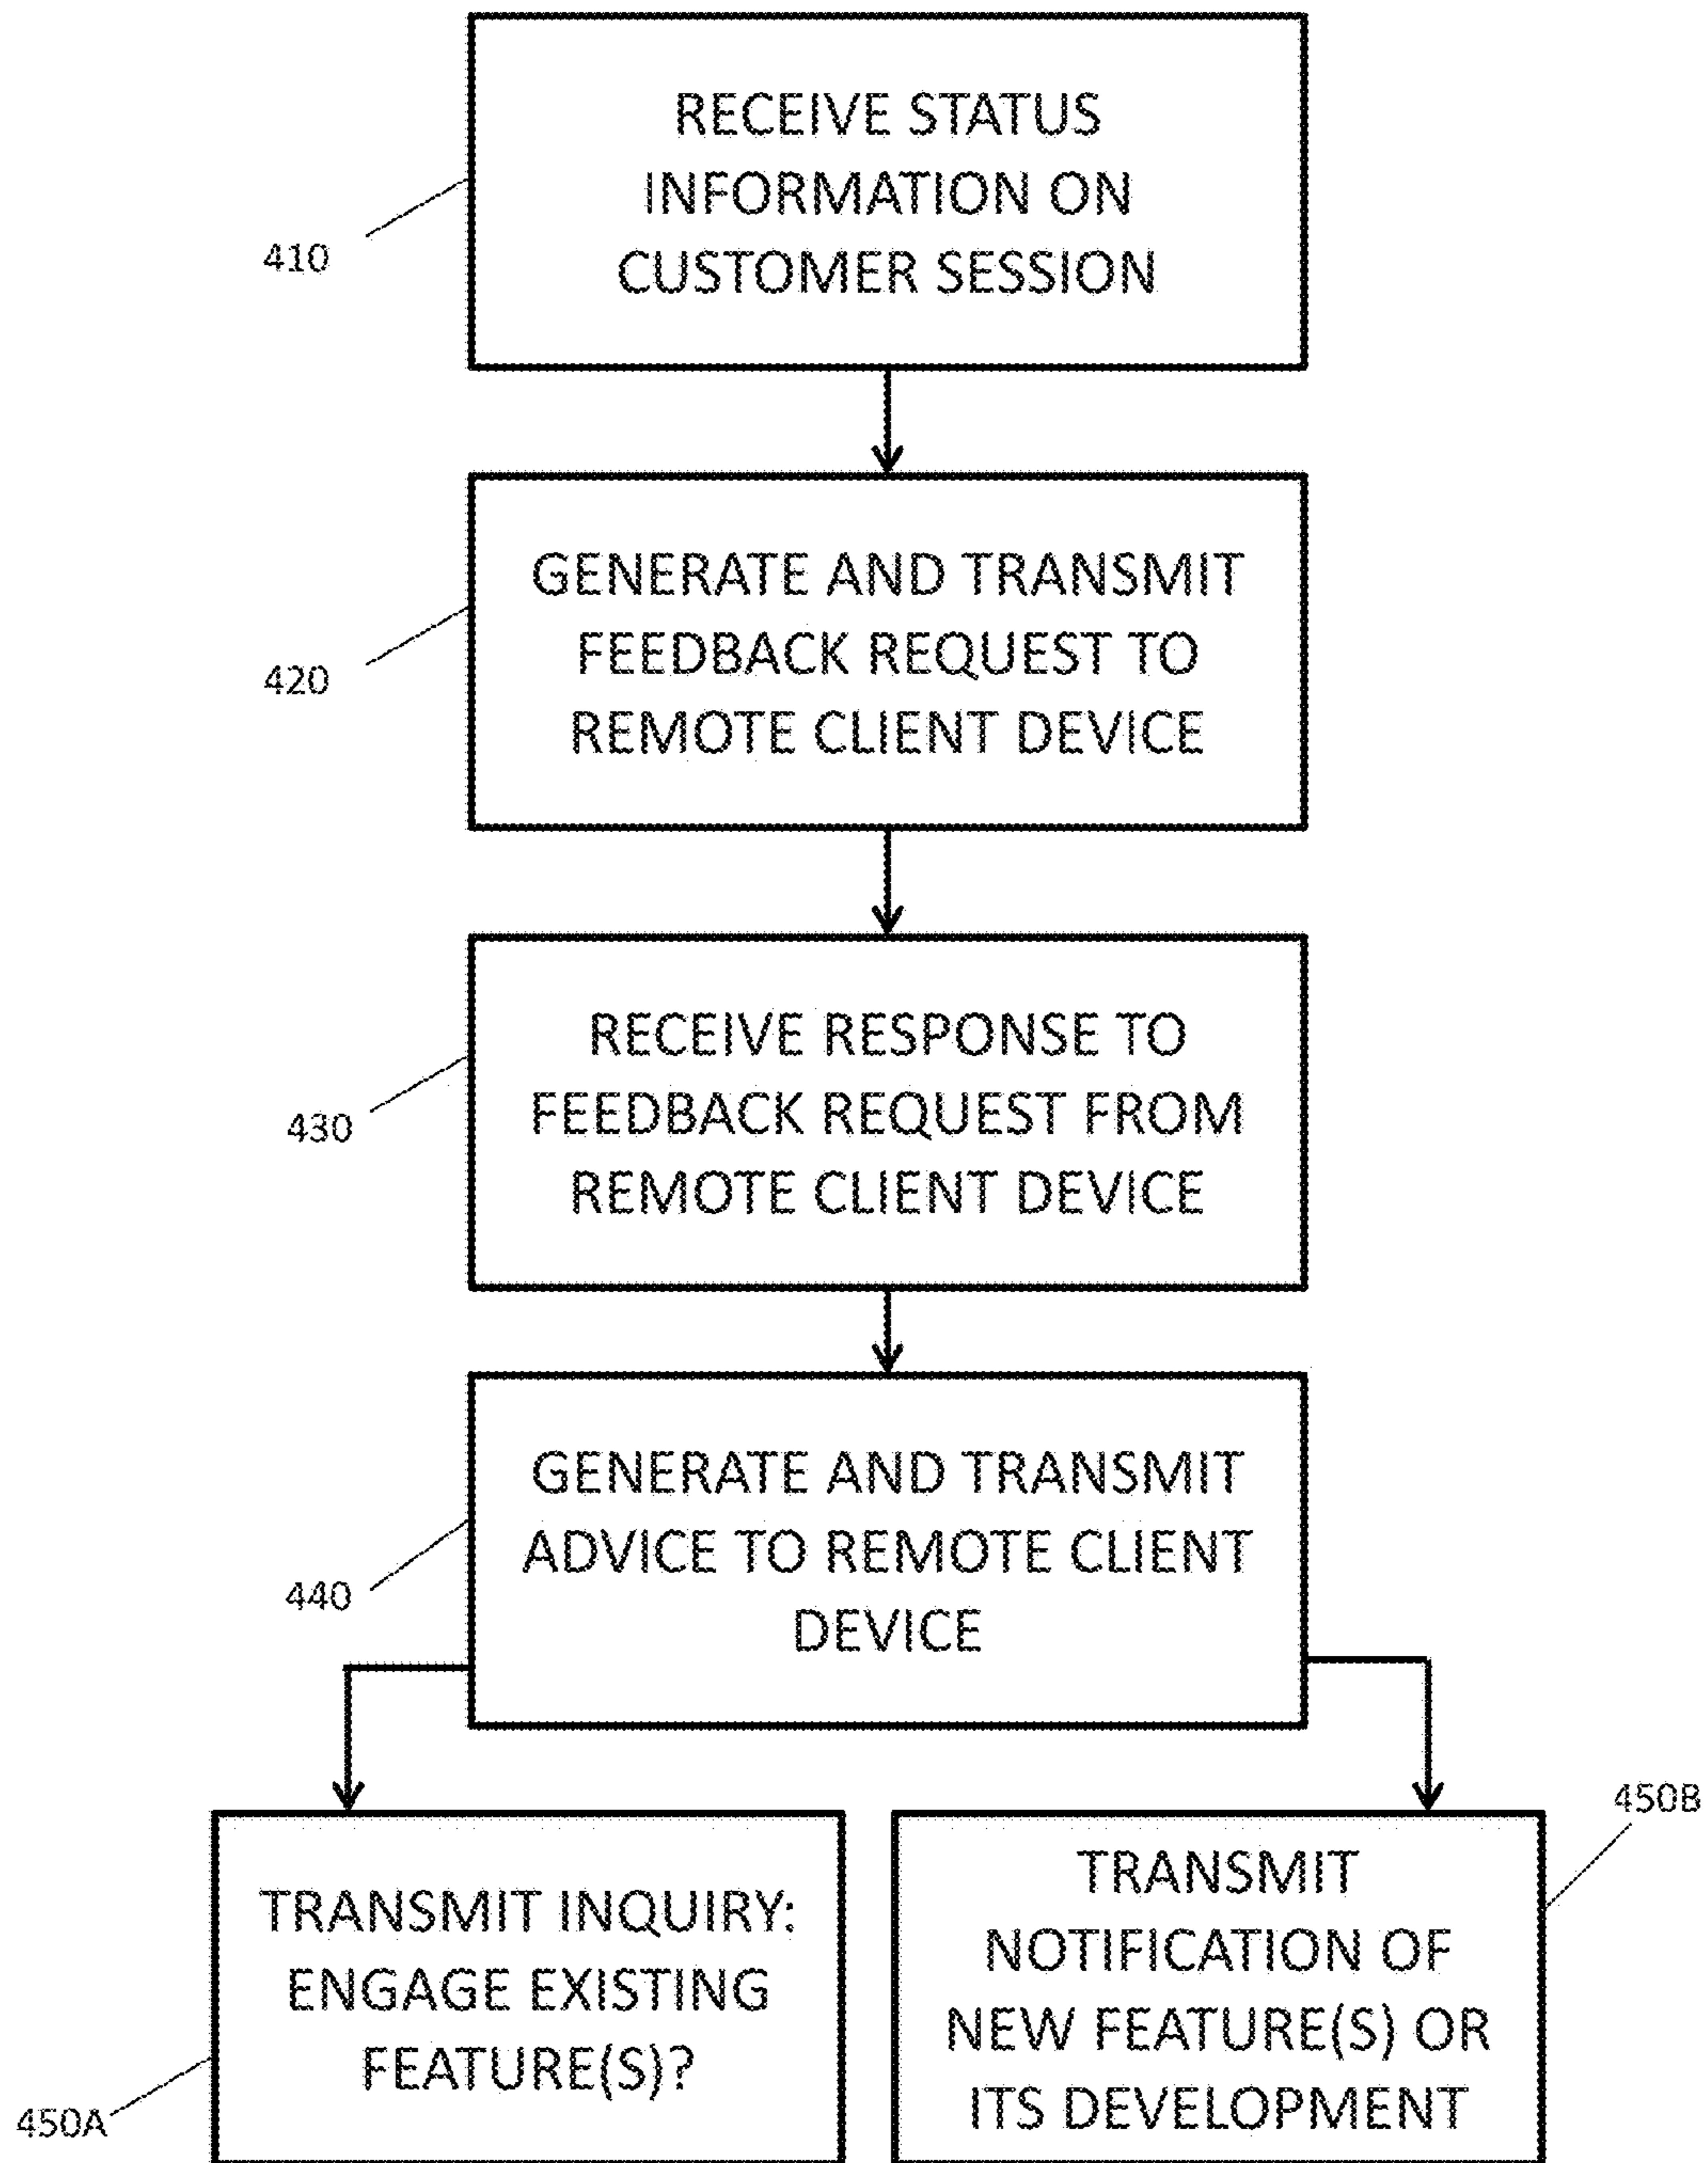 RECEIVE STATUS
INFORMATION ON
CUSTOMER SESSION
410
GENERATE AND TRANSMIT
FEEDBACK REQUEST TO
REMOTE CLIENT DEVICE
420
RECEIVE RESPONSE TO
FEEDBACK REQUEST FROM
REMOTE CLIENT DEVICE
430
GENERATE AND TRANSMIT
ADVICE TO REMOTE CLIENT
DEVICE
440
TRANSMIT INQUIRY:
ENGAGE EXISTING
FEATURE(S)?
450A
TRANSMIT
NOTIFICATION OF
NEW FEATURE(S) OR
ITS DEVELOPMENT
450B